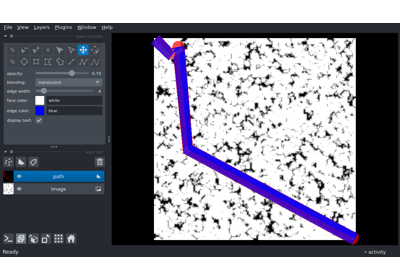 File View Layers Plugins Window Help
opacity: 0.70
blending: translucent
edge width:
face color: white
edge color: blue
display text:
path
Image
Ready activity